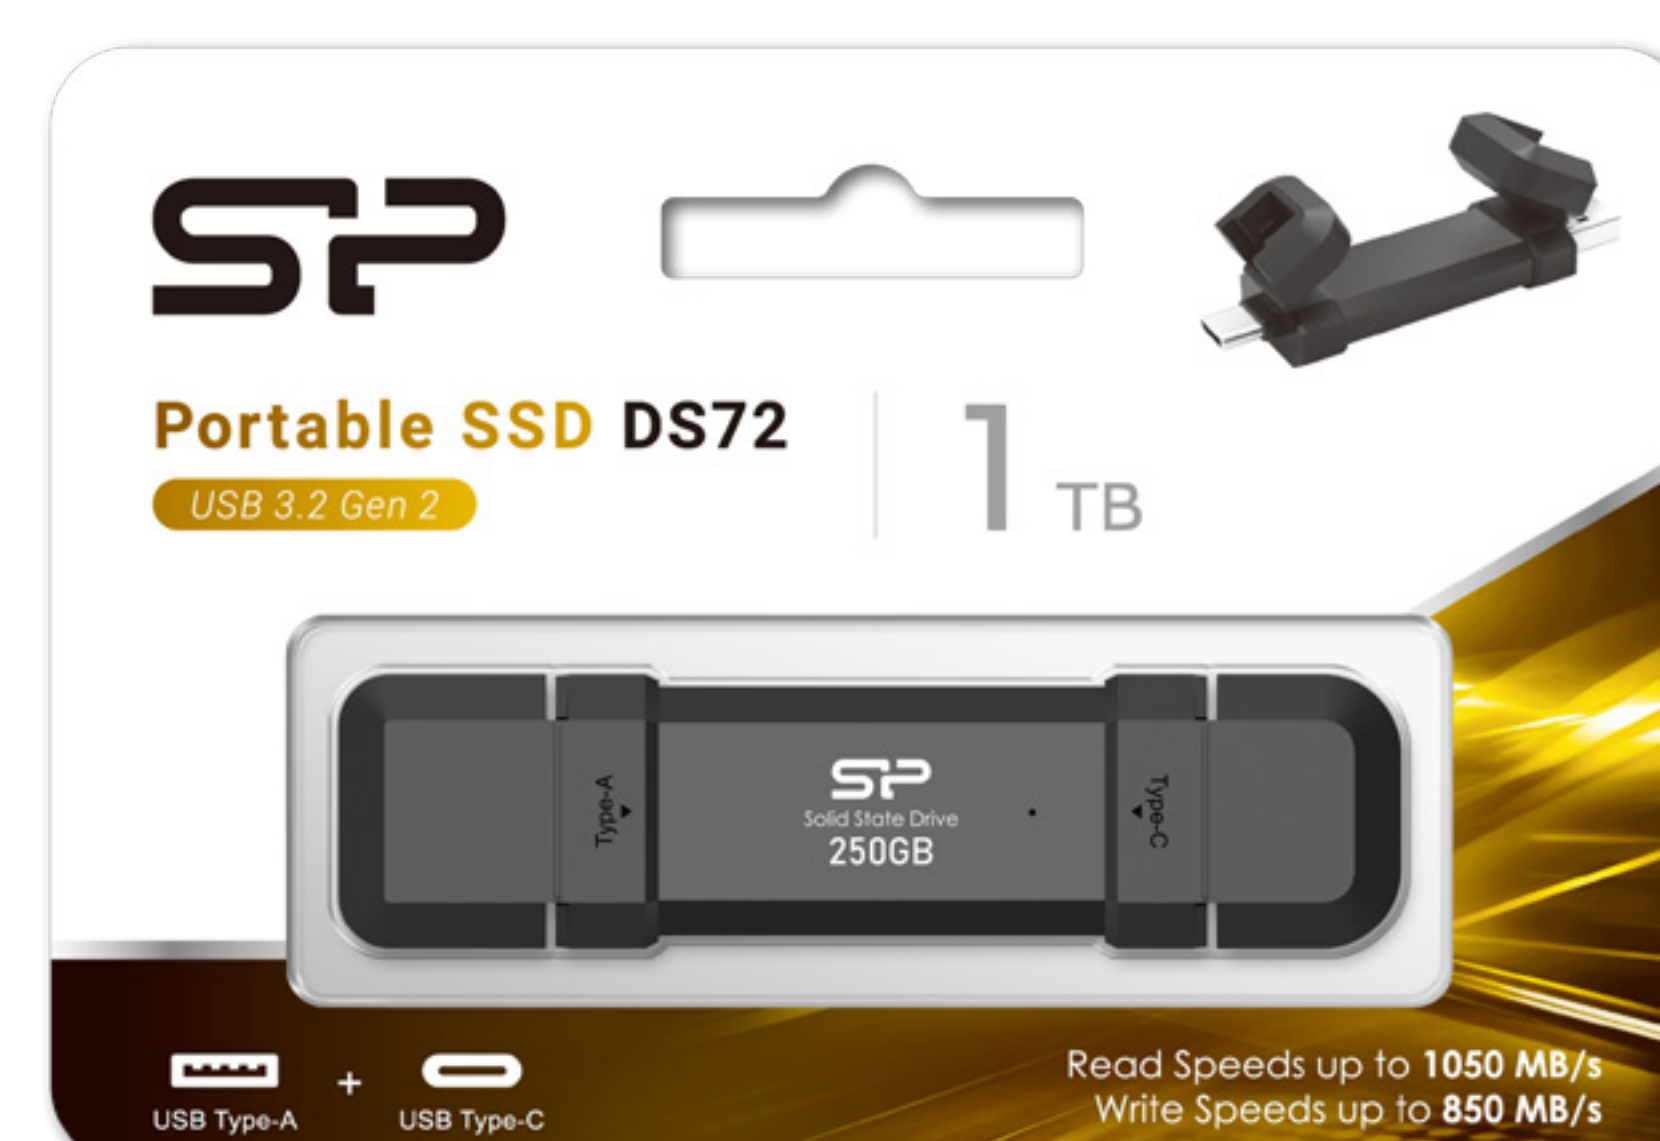 SP
Portable SSD DS72
USB 3.2 Gen 2
1 TB
Type-A
SP
Solid State Drive
250GB
Type-C
USB Type-A + USB Type-C
Read Speeds up to 1050 MB/s
Write Speeds up to 850 MB/s